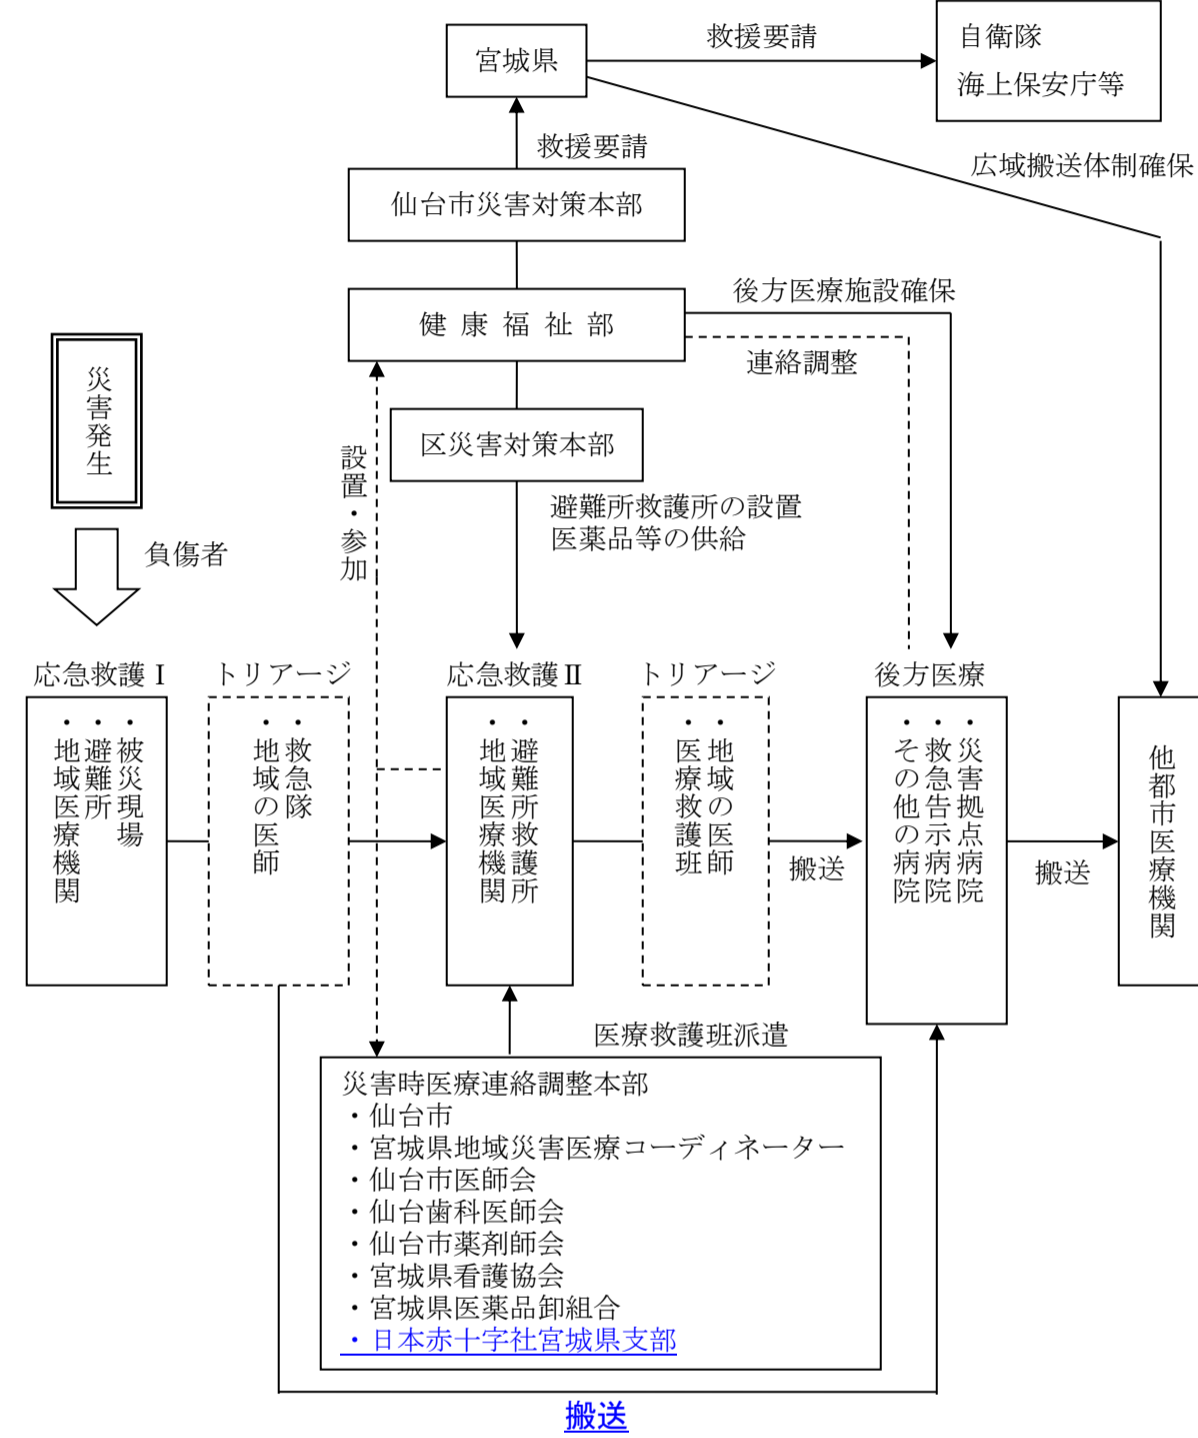 宮城県
救援要請
自衛隊
海上保安庁等
救援要請
広域搬送体制確保
仙台市災害対策本部
後方医療施設確保
健康福祉部
連絡調整
災害発生
区災害対策本部
設置・参加
避難所救護所の設置
医薬品等の供給
負傷者
応急救護Ⅰ
・被災現場
・避難所
・地域医療機関
トリアージ
・救急隊
・地域の医師
応急救護Ⅱ
・避難所救護所
・地域医療機関
トリアージ
・地域の医師
・医療救護班
搬送
後方医療
・災害拠点病院
・救急告示病院
・その他の病院
搬送
他都市医療機関
医療救護班派遣
災害時医療連絡調整本部
・仙台市
・宮城県地域災害医療コーディネーター
・仙台市医師会
・仙台歯科医師会
・仙台市薬剤師会
・宮城県看護協会
・宮城県医薬品卸組合
・日本赤十字社宮城県支部
搬送